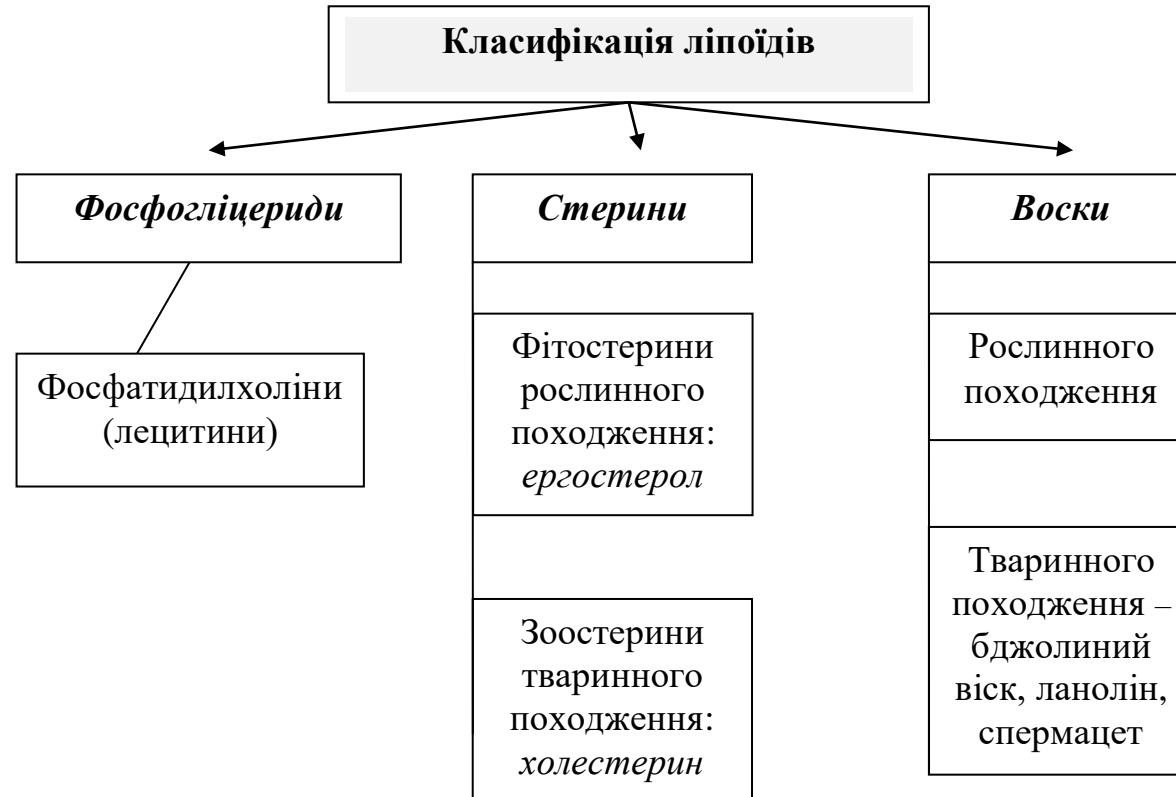 Класифікація ліпоїдів
Фосфогліцериди
Фосфатидилхоліни
(лецитини)
Стерини
Фітостерини
рослинного
походження:
ергостерол
Зоостерини
тваринного
походження:
холестерин
Воски
Рослинного
походження
Тваринного
походження –
бджолиний
віск, ланолін,
спермацет